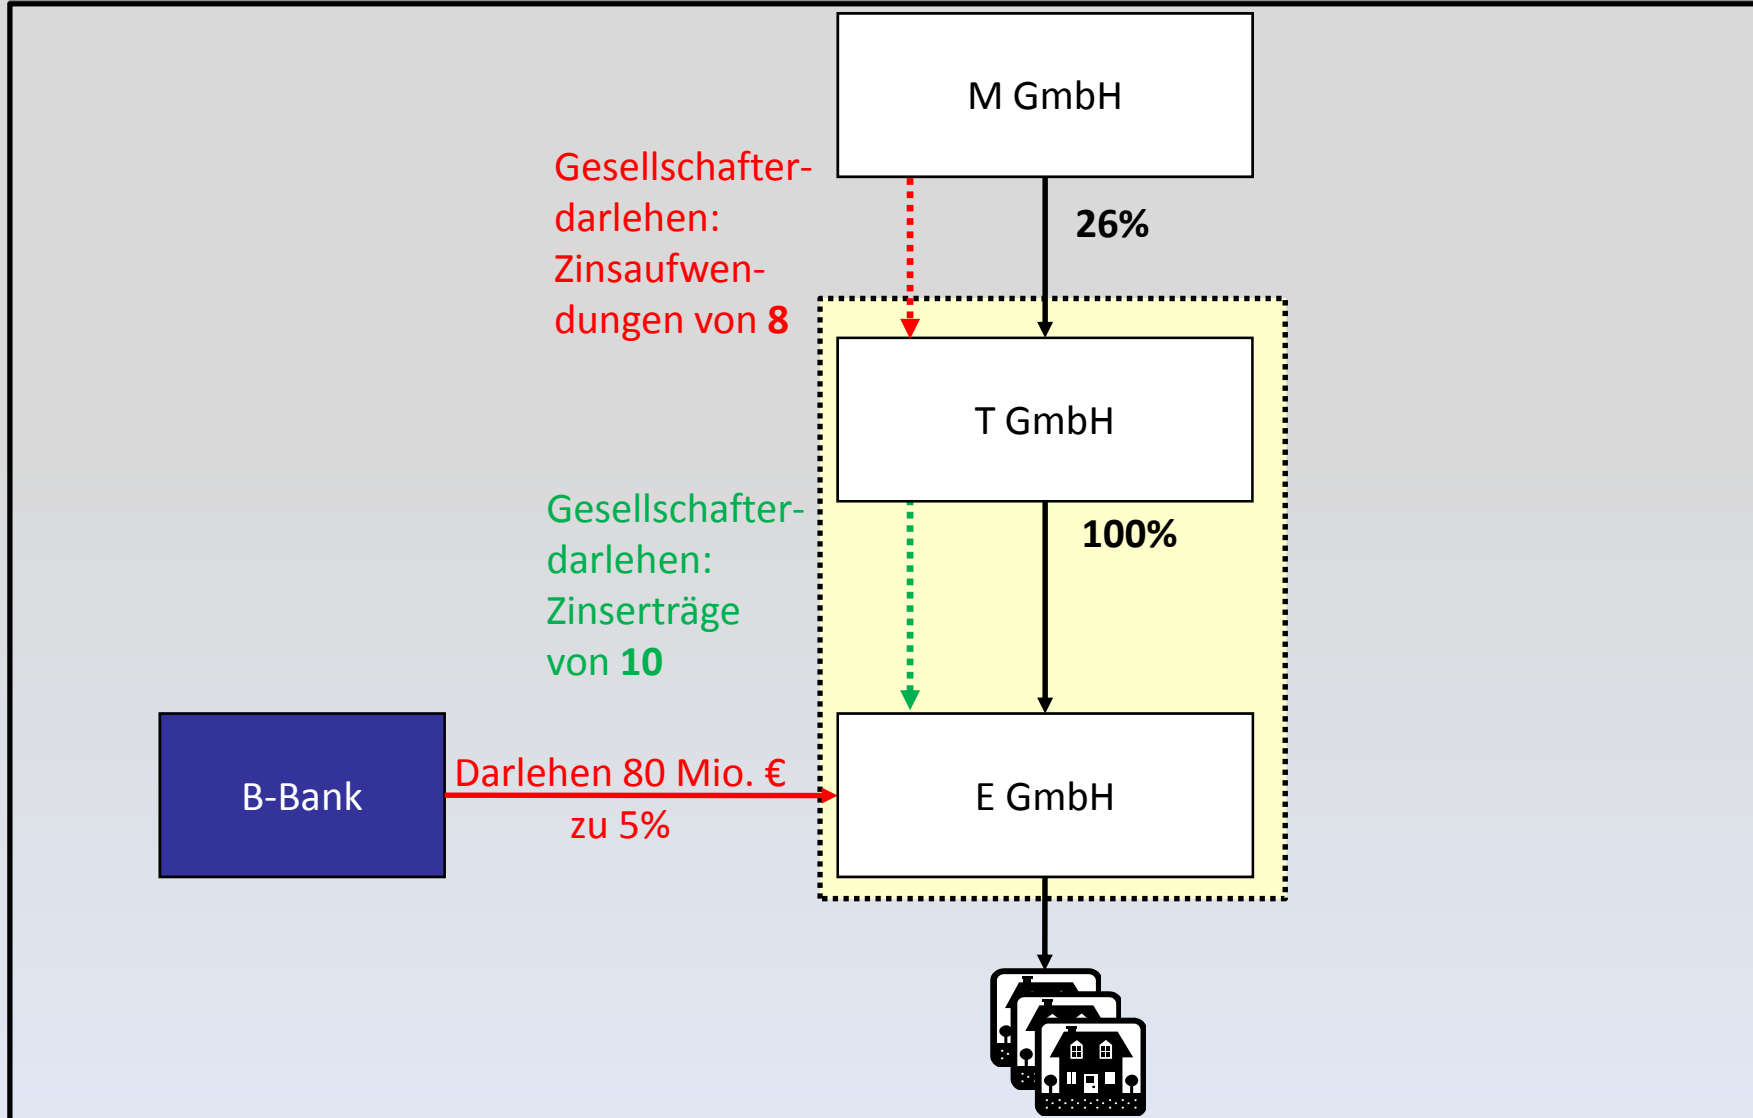 M GmbH
Gesellschafter-
darlehen:
Zinsaufwen-
dungen von 8
26%
T GmbH
Gesellschafter-
darlehen:
Zinserträge
von 10
100%
B-Bank
Darlehen 80 Mio. €
zu 5%
E GmbH